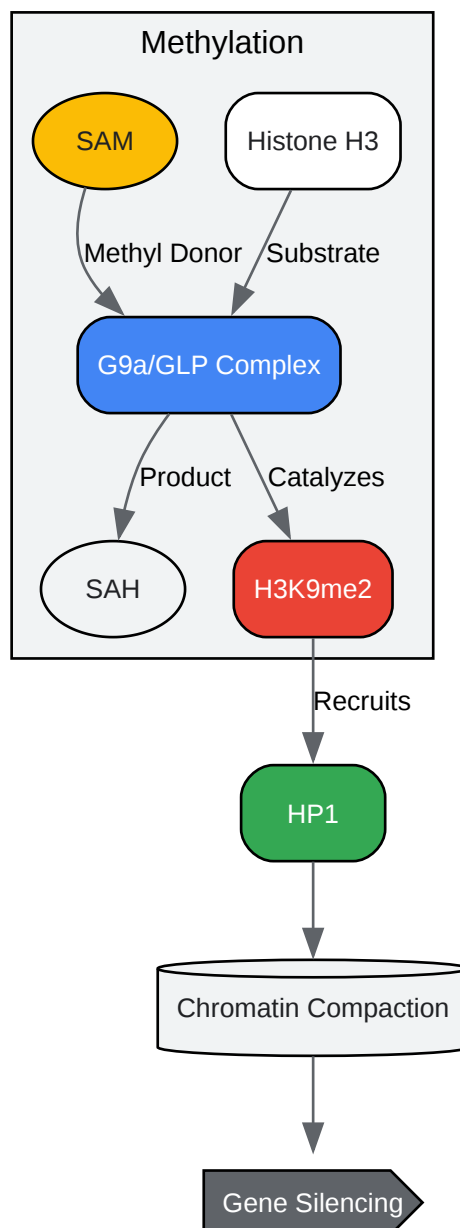 Methylation
SAM
Histone H3
Methyl Donor
Substrate
G9a/GLP Complex
Product
Catalyzes
SAH
H3K9me2
Recruits
HP1
Chromatin Compaction
Gene Silencing